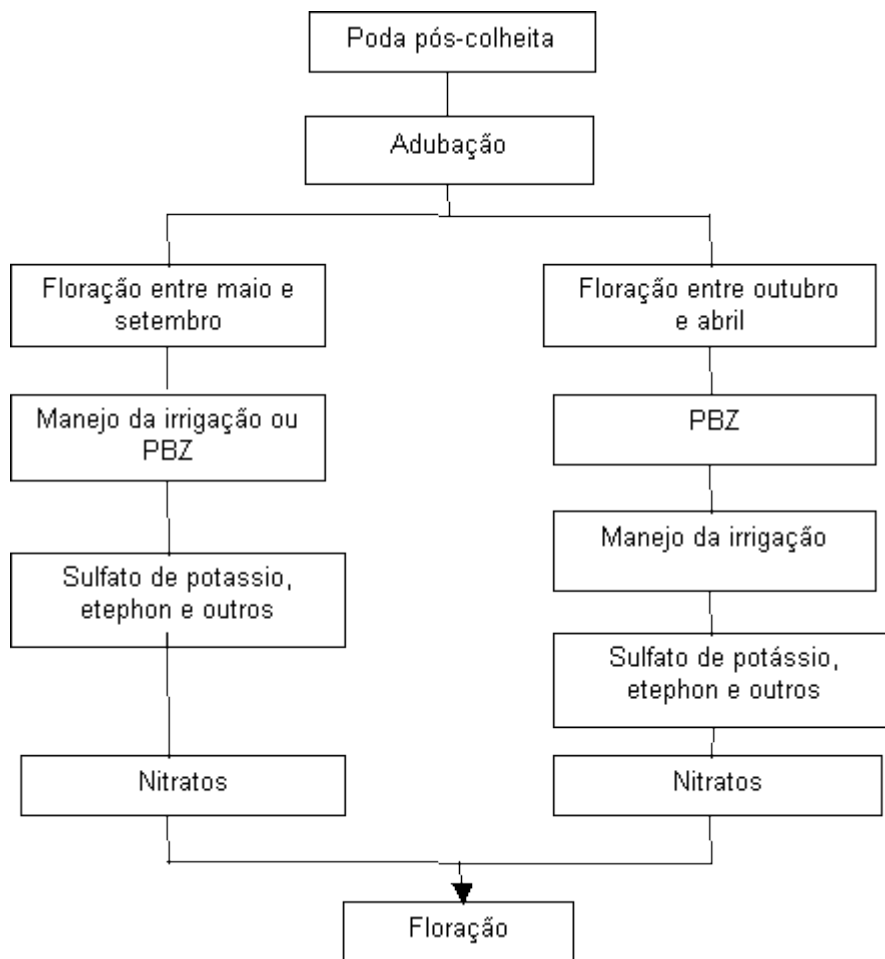 Poda pós-colheita
Adubação
Floração entre maio e
setembro
Manejo da irrigação ou
PBZ
Sulfato de potassio,
etephon e outros
Nitratos
Floração entre outubro
e abril
PBZ
Manejo da irrigação
Sulfato de potássio,
etephon e outros
Nitratos
Floração